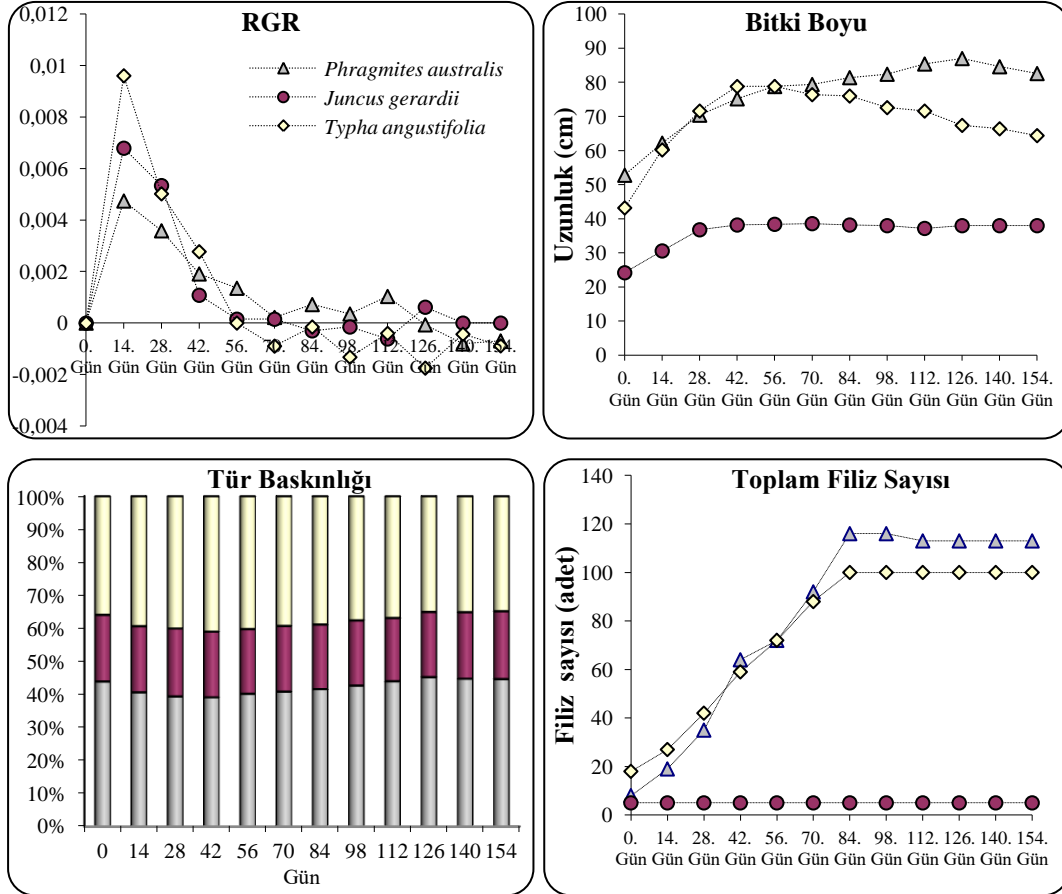 RGR
0,012
0,01
0,008
0,006
0,004
0,002
0
-0,002
-0,004
Phragmites australis
Juncus gerardii
Typha angustifolia
0. 14. 28. 42. 56. 70. 84. 98. 112. 126. 140. 154.
Gün Gün Gün Gün Gün Gün Gün Gün Gün Gün Gün Gün
Bitki Boyu
Uzunluk (cm)
100
90
80
70
60
50
40
30
20
10
0
0. 14. 28. 42. 56. 70. 84. 98. 112. 126. 140. 154.
Gün Gün Gün Gün Gün Gün Gün Gün Gün Gün Gün Gün
Tür Baskınlığı
100%
90%
80%
70%
60%
50%
40%
30%
20%
10%
0%
0 14 28 42 56 70 84 98 112 126 140 154
Gün
Toplam Filiz Sayısı
Filiz sayısı (adet)
140
120
100
80
60
40
20
0
0. 14. 28. 42. 56. 70. 84. 98. 112. 126. 140. 154.
Gün Gün Gün Gün Gün Gün Gün Gün Gün Gün Gün Gün